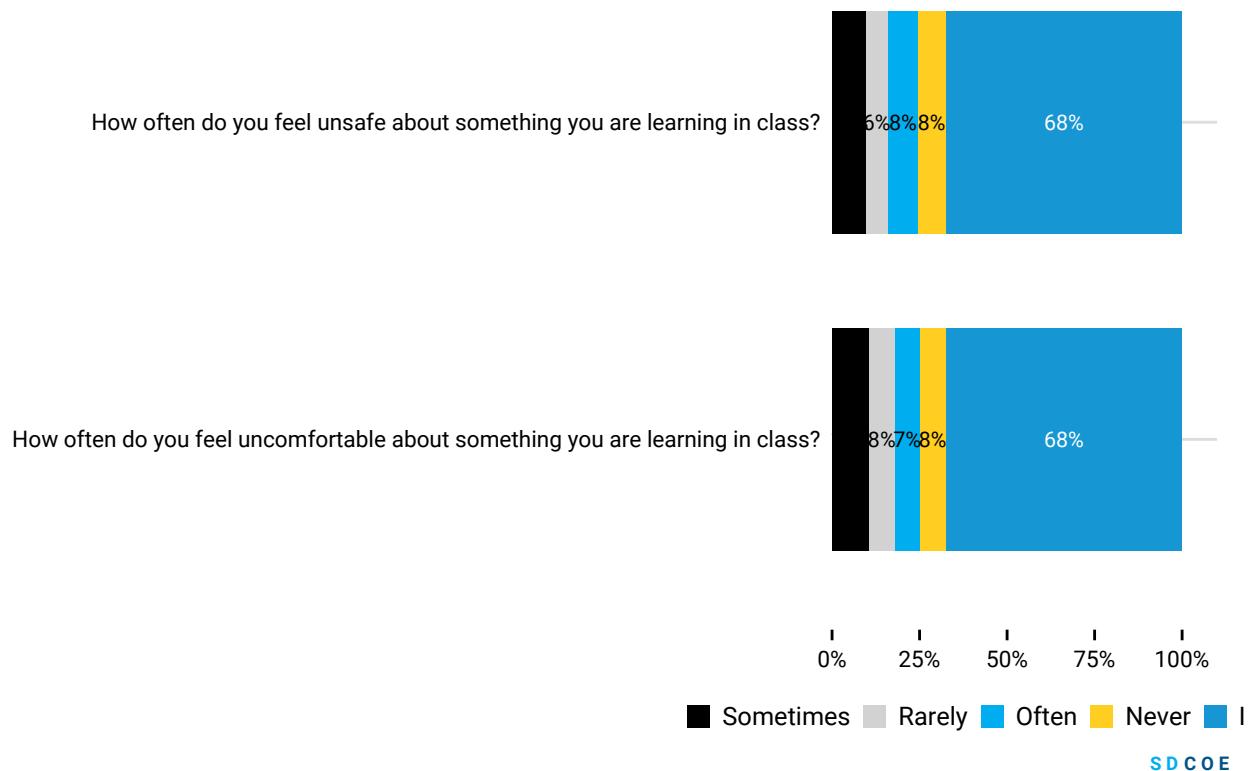 How often do you feel unsafe about something you are learning in class? 6% 8% 8% 68%
How often do you feel uncomfortable about something you are learning in class? 8% 7% 8% 68%
0% 25% 50% 75% 100%
Sometimes Rarely Often Never I
SDCOE